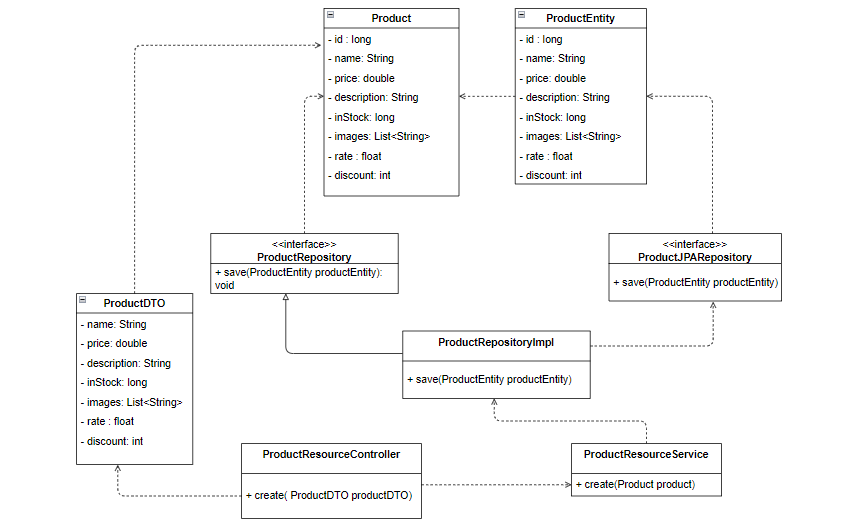 Product
- id : long
- name: String
- price: double
- description: String
- inStock: long
- images: List<String>
- rate : float
- discount: int
ProductEntity
- id : long
- name: String
- price: double
- description: String
- inStock: long
- images: List<String>
- rate : float
- discount: int
<<interface>>
ProductRepository
+ save(ProductEntity productEntity):
void
<<interface>>
ProductJPARepository
+ save(ProductEntity productEntity)
ProductDTO
- name: String
- price: double
- description: String
- inStock: long
- images: List<String>
- rate : float
- discount: int
ProductRepositoryImpl
+ save(ProductEntity productEntity)
ProductResourceController
+ create( ProductDTO productDTO)
ProductResourceService
+ create(Product product)